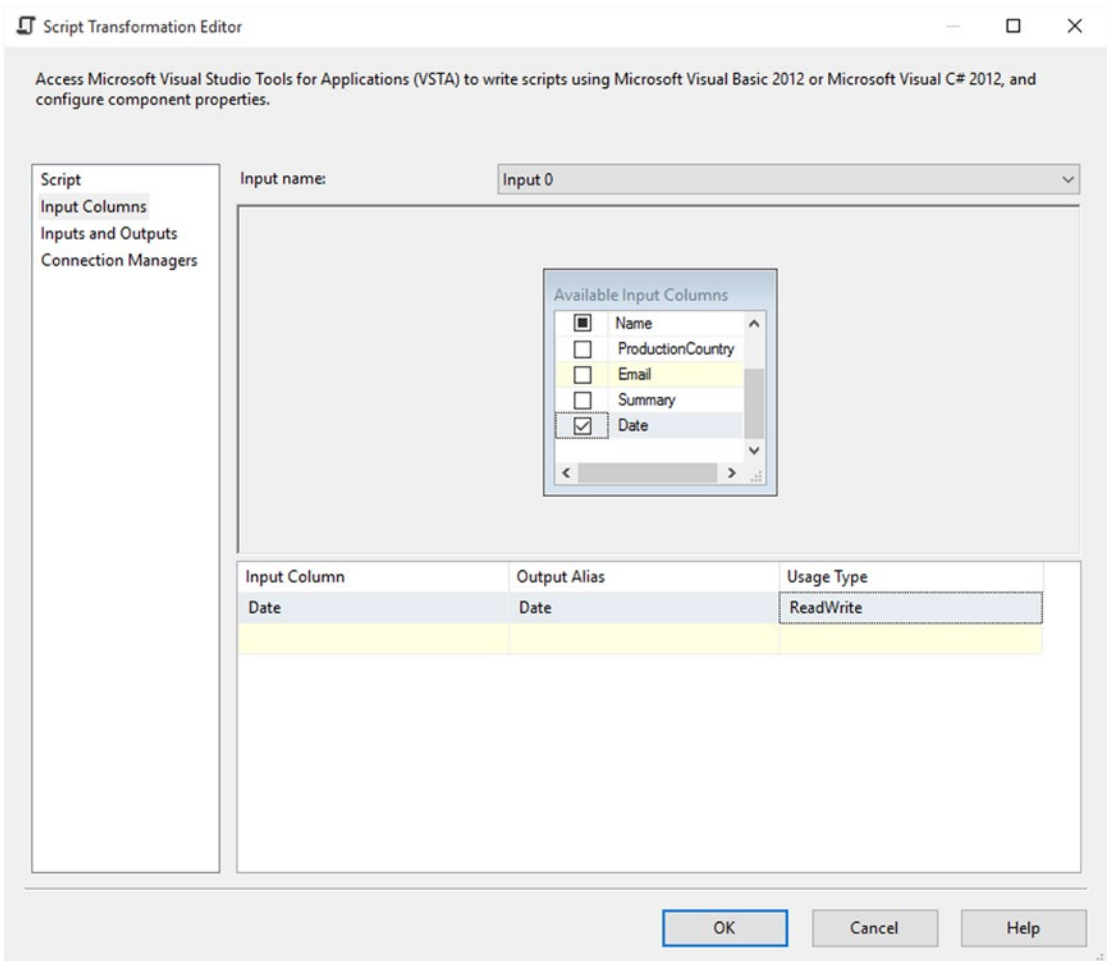 Script Transformation Editor
Access Microsoft Visual Studio Tools for Applications (VSTA) to write scripts using Microsoft Visual Basic 2012 or Microsoft Visual C# 2012, and
configure component properties.
Script
Input Columns
Inputs and Outputs
Connection Managers
Input name:
Input 0
Available Input Columns
Name
ProductionCountry
Email
Summary
Date
Input Column Output Alias Usage Type
Date Date ReadWrite
OK Cancel Help